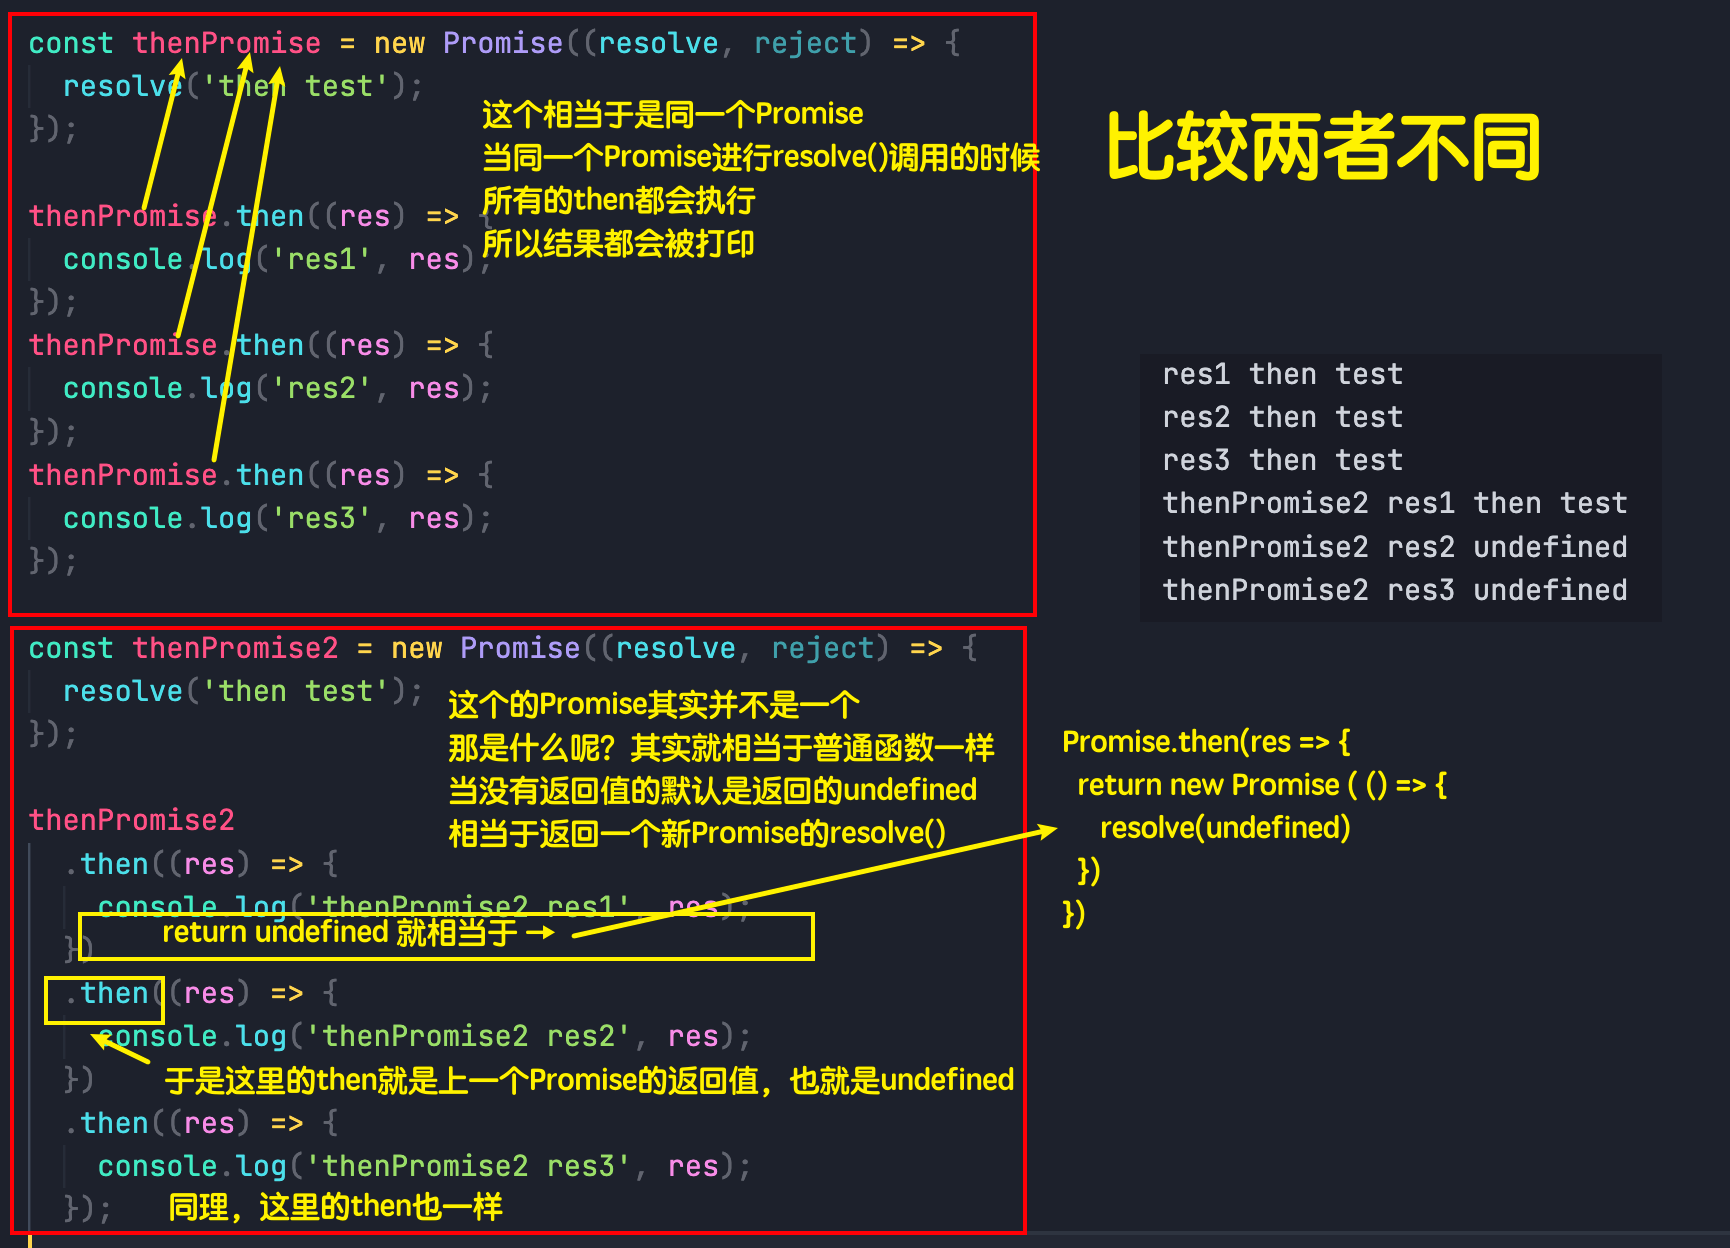 const thenPromise = new Promise((resolve, reject) => {
resolve('then test');
});
这个相当于是同一个Promise
当同一个Promise进行resolve()调用的时候
所有的then都会执行
所以结果都会被打印
thenPromise.then((res) => {
console.log('res1', res);
});
thenPromise.then((res) => {
console.log('res2', res);
});
thenPromise.then((res) => {
console.log('res3', res);
});
比较两者不同
res1 then test
res2 then test
res3 then test
thenPromise2 res1 then test
thenPromise2 res2 undefined
thenPromise2 res3 undefined
const thenPromise2 = new Promise((resolve, reject) => {
resolve('then test');
});
这个的Promise其实并不是一个
那是什么呢？其实就相当于普通函数一样
当没有返回值的默认是返回的undefined
相当于返回一个新Promise的resolve()
thenPromise2
.then((res) => {
console.log('thenPromise2 res1', res);
return undefined 就相当于 →
})
.then((res) => {
console.log('thenPromise2 res2', res);
})
于是这里的then就是上一个Promise的返回值，也就是undefined
.then((res) => {
console.log('thenPromise2 res3', res);
});
同理，这里的then也一样
Promise.then(res => {
return new Promise ( () => {
resolve(undefined)
})
})